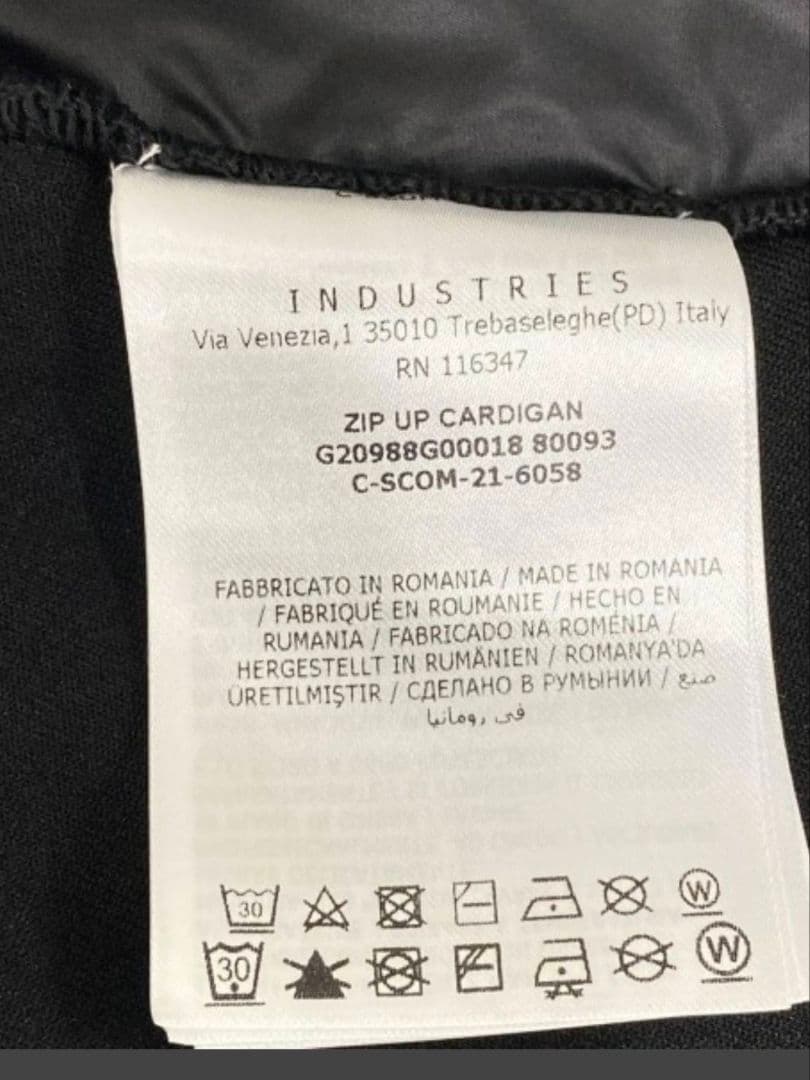 INDUSTRIES
Via Venezia,1 35010 Trebaseleghe(PD) Italy
RN 116347
ZIP UP CARDIGAN
G20988G00018 80093
C-SCOM-21-6058
FABBRICATO IN ROMANIA / MADE IN ROMANIA
/ FABRIQUÉ EN ROUMANIE / HECHO EN
RUMANIA / FABRICADO NA ROMÉNIA /
HERGESTELLT IN RUMÄNIEN / ROMANYA'DA
ÜRETILMIŞTIR / СДЕЛАНО В РУМЫНИИ / صنع
في رومانيا
30 W
30 W